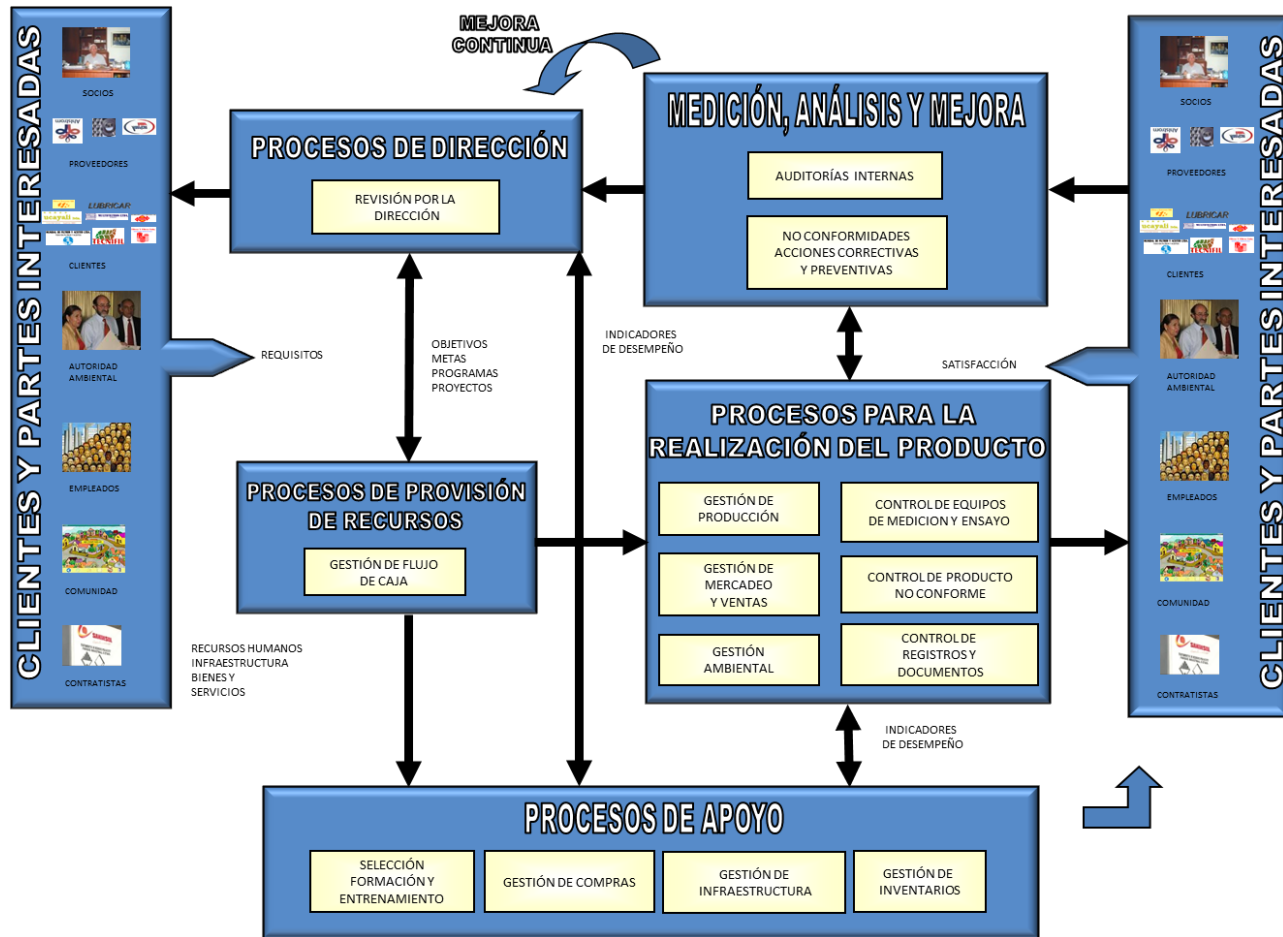 CLIENTES Y PARTES INTERESADAS
SOCIOS
PROVEEDORES
ucayali
LUBRICAR
TECNIFIL
CLIENTES
AUTORIDAD
AMBIENTAL
EMPLEADOS
COMUNIDAD
CONTRATISTAS
MEJORA
CONTINUA
PROCESOS DE DIRECCIÓN
REVISIÓN POR LA
DIRECCIÓN
MEDICIÓN, ANÁLISIS Y MEJORA
AUDITORÍAS INTERNAS
NO CONFORMIDADES
ACCIONES CORRECTIVAS
Y PREVENTIVAS
REQUISITOS
OBJETIVOS
METAS
PROGRAMAS
PROYECTOS
INDICADORES
DE DESEMPEÑO
SATISFACCIÓN
PROCESOS DE PROVISIÓN
DE RECURSOS
GESTIÓN DE FLUJO
DE CAJA
PROCESOS PARA LA
REALIZACIÓN DEL PRODUCTO
GESTIÓN DE
PRODUCCIÓN
CONTROL DE EQUIPOS
DE MEDICION Y ENSAYO
GESTIÓN DE
MERCADEO
Y VENTAS
CONTROL DE PRODUCTO
NO CONFORME
GESTIÓN
AMBIENTAL
CONTROL DE
REGISTROS Y
DOCUMENTOS
RECURSOS HUMANOS
INFRAESTRUCTURA
BIENES Y
SERVICIOS
INDICADORES
DE DESEMPEÑO
PROCESOS DE APOYO
SELECCIÓN
FORMACIÓN Y
ENTRENAMIENTO
GESTIÓN DE COMPRAS
GESTIÓN DE
INFRAESTRUCTURA
GESTIÓN DE
INVENTARIOS
CLIENTES Y PARTES INTERESADAS
SOCIOS
PROVEEDORES
ucayali
LUBRICAR
TECNIFIL
CLIENTES
AUTORIDAD
AMBIENTAL
EMPLEADOS
COMUNIDAD
CONTRATISTAS